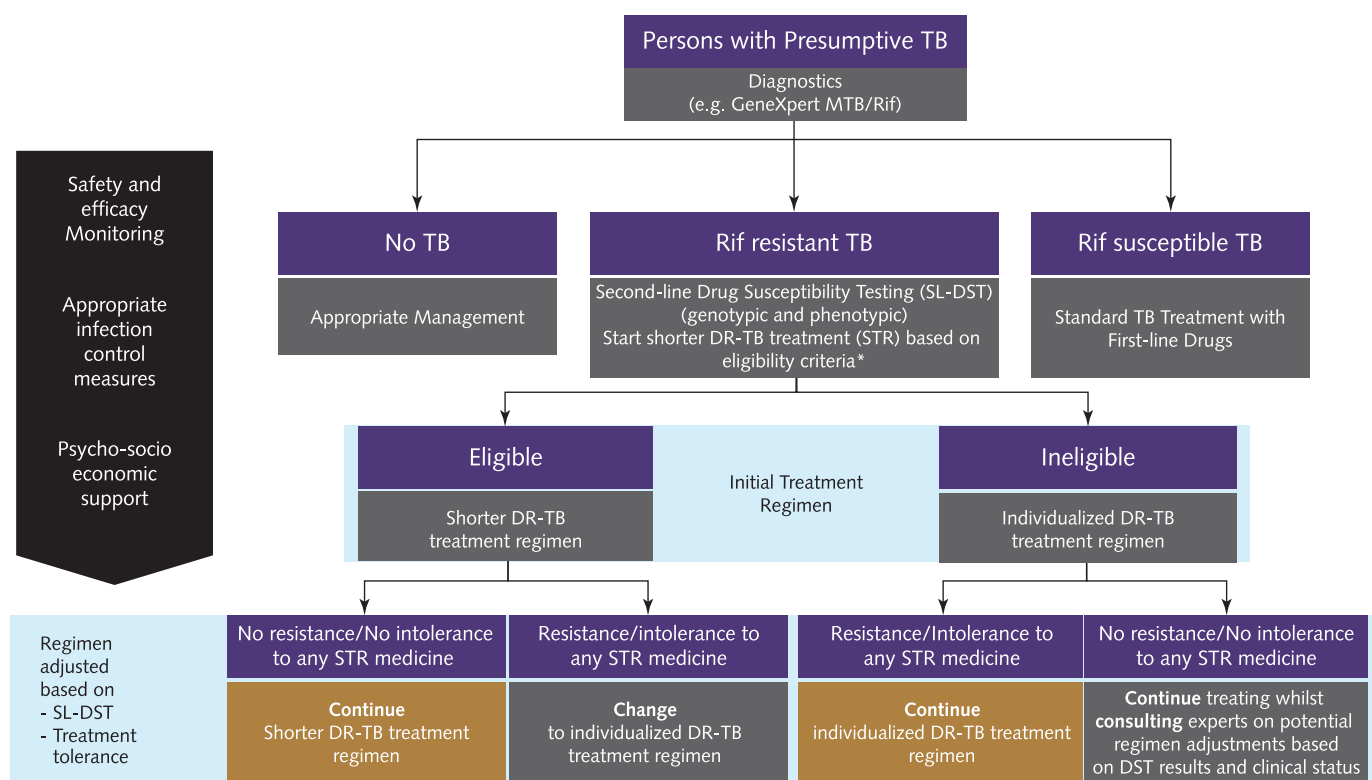 Persons with Presumptive TB
Diagnostics
(e.g. GeneXpert MTB/Rif)
Safety and
efficacy
Monitoring
Appropriate
infection
control
measures
Psycho-socio
economic
support
No TB
Appropriate Management
Rif resistant TB
Second-line Drug Susceptibility Testing (SL-DST)
(genotypic and phenotypic)
Start shorter DR-TB treatment (STR) based on
eligibility criteria*
Rif susceptible TB
Standard TB Treatment with
First-line Drugs
Eligible
Shorter DR-TB
treatment regimen
Initial Treatment
Regimen
Ineligible
Individualized DR-TB
treatment regimen
Regimen
adjusted
based on
- SL-DST
- Treatment
tolerance
No resistance/No intolerance
to any STR medicine
Continue
Shorter DR-TB treatment
regimen
Resistance/intolerance to
any STR medicine
Change
to individualized DR-TB
treatment regimen
Resistance/Intolerance to
any STR medicine
Continue
individualized DR-TB treatment
regimen
No resistance/No intolerance
to any STR medicine
Continue treating whilst
consulting experts on potential
regimen adjustments based
on DST results and clinical status